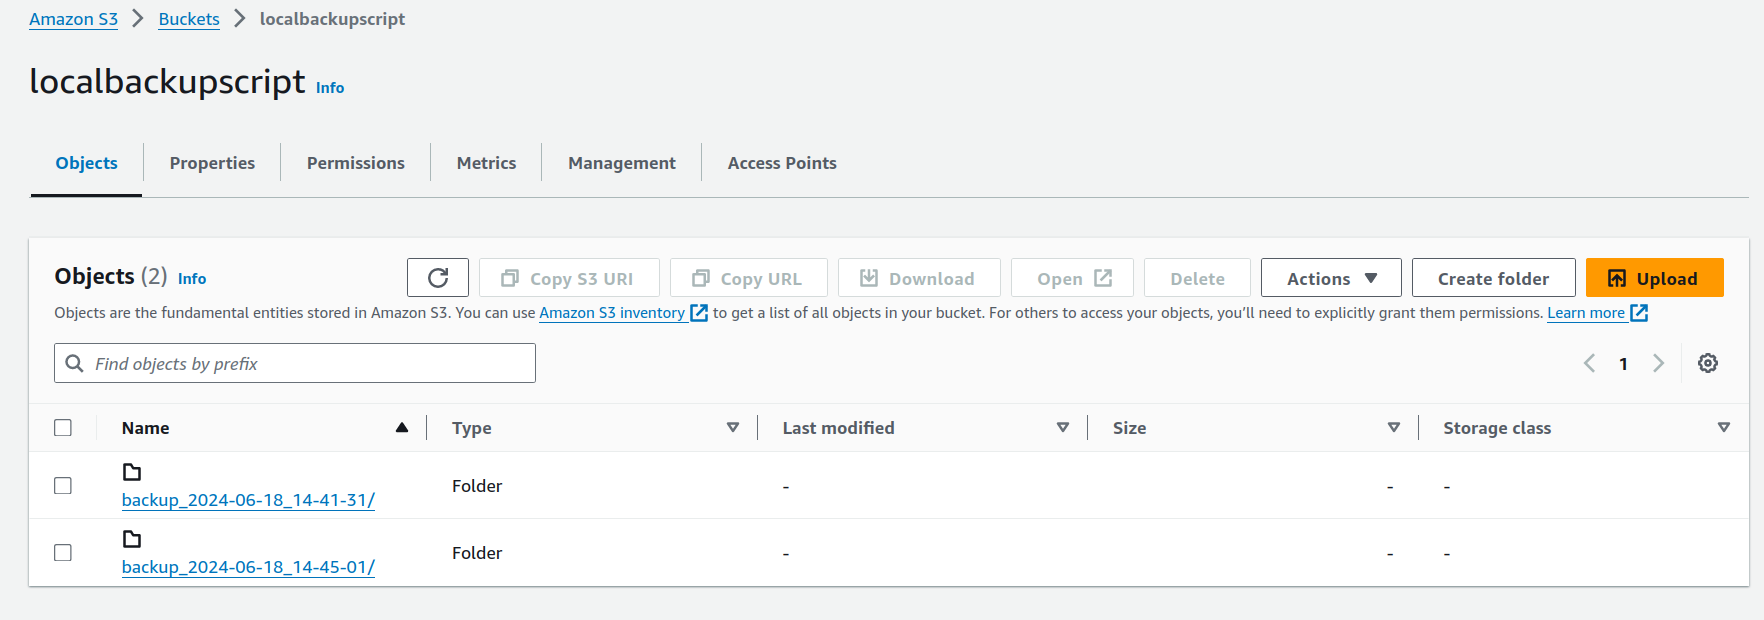 Amazon S3 > Buckets > localbackupscript
localbackupscript Info
Objects Properties Permissions Metrics Management Access Points
Objects (2) Info Copy S3 URI Copy URL Download Open Delete Actions Create folder Upload
Objects are the fundamental entities stored in Amazon S3. You can use Amazon S3 inventory to get a list of all objects in your bucket. For others to access your objects, you’ll need to explicitly grant them permissions. Learn more
Find objects by prefix < 1 >
Name Type Last modified Size Storage class
backup_2024-06-18_14-41-31/ Folder - - -
backup_2024-06-18_14-45-01/ Folder - - -